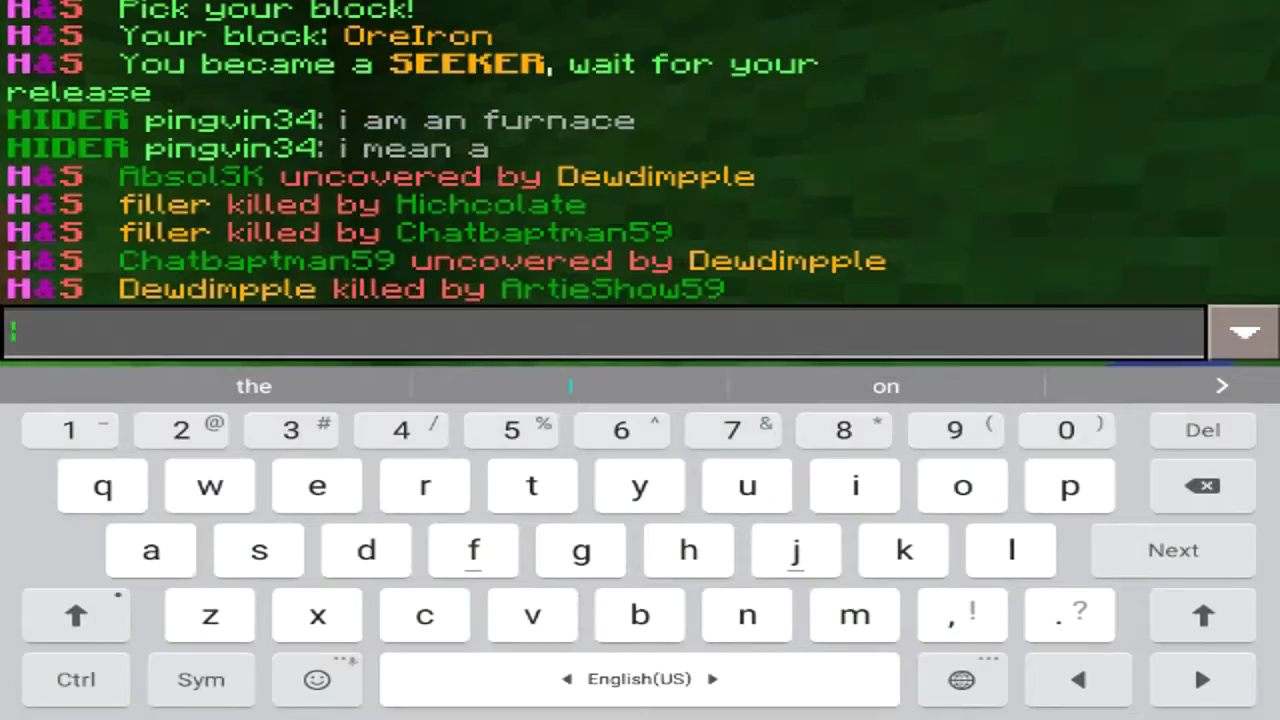 H&S Pick your block!
H&S Your block: OreIron
H&S You became a SEEKER, wait for your
release
HIDER pingvin34: i am an furnace
HIDER pingvin34: i mean a
H&S AbsolSK uncovered by Dewdimpple
H&S filler killed by Hichcolate
H&S filler killed by Chatbaptman59
H&S Chatbaptman59 uncovered by Dewdimpple
H&S Dewdimpple killed by ArtieShow59
the I on >
1 - 2 @ 3 # 4 / 5 % 6 ^ 7 & 8 * 9 ( 0 ) Del
q w e r t y u i o p
a s d f g h j k l Next
z x c v b n m , ! . ?
Ctrl Sym English(US)